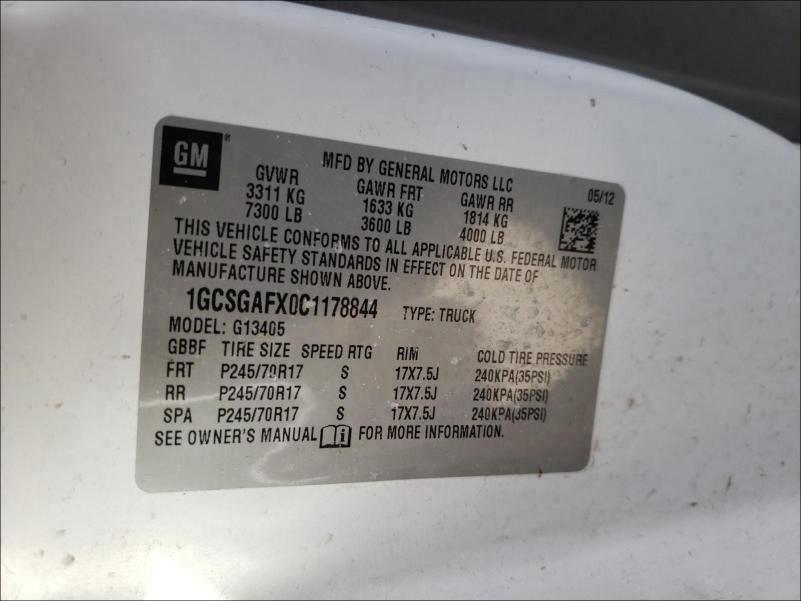 GM®
MFD BY GENERAL MOTORS LLC
05/12
GVWR GAWR FRT GAWR RR
3311 KG 1633 KG 1814 KG
7300 LB 3600 LB 4000 LB
THIS VEHICLE CONFORMS TO ALL APPLICABLE U.S. FEDERAL MOTOR
VEHICLE SAFETY STANDARDS IN EFFECT ON THE DATE OF
MANUFACTURE SHOWN ABOVE.
1GCSGAFX0C1178844 TYPE: TRUCK
MODEL: G13405
GBBF TIRE SIZE SPEED RTG RIM COLD TIRE PRESSURE
FRT P245/70R17 S 17X7.5J 240KPA(35PSI)
RR P245/70R17 S 17X7.5J 240KPA(35PSI)
SPA P245/70R17 S 17X7.5J 240KPA(35PSI)
SEE OWNER'S MANUAL i FOR MORE INFORMATION.